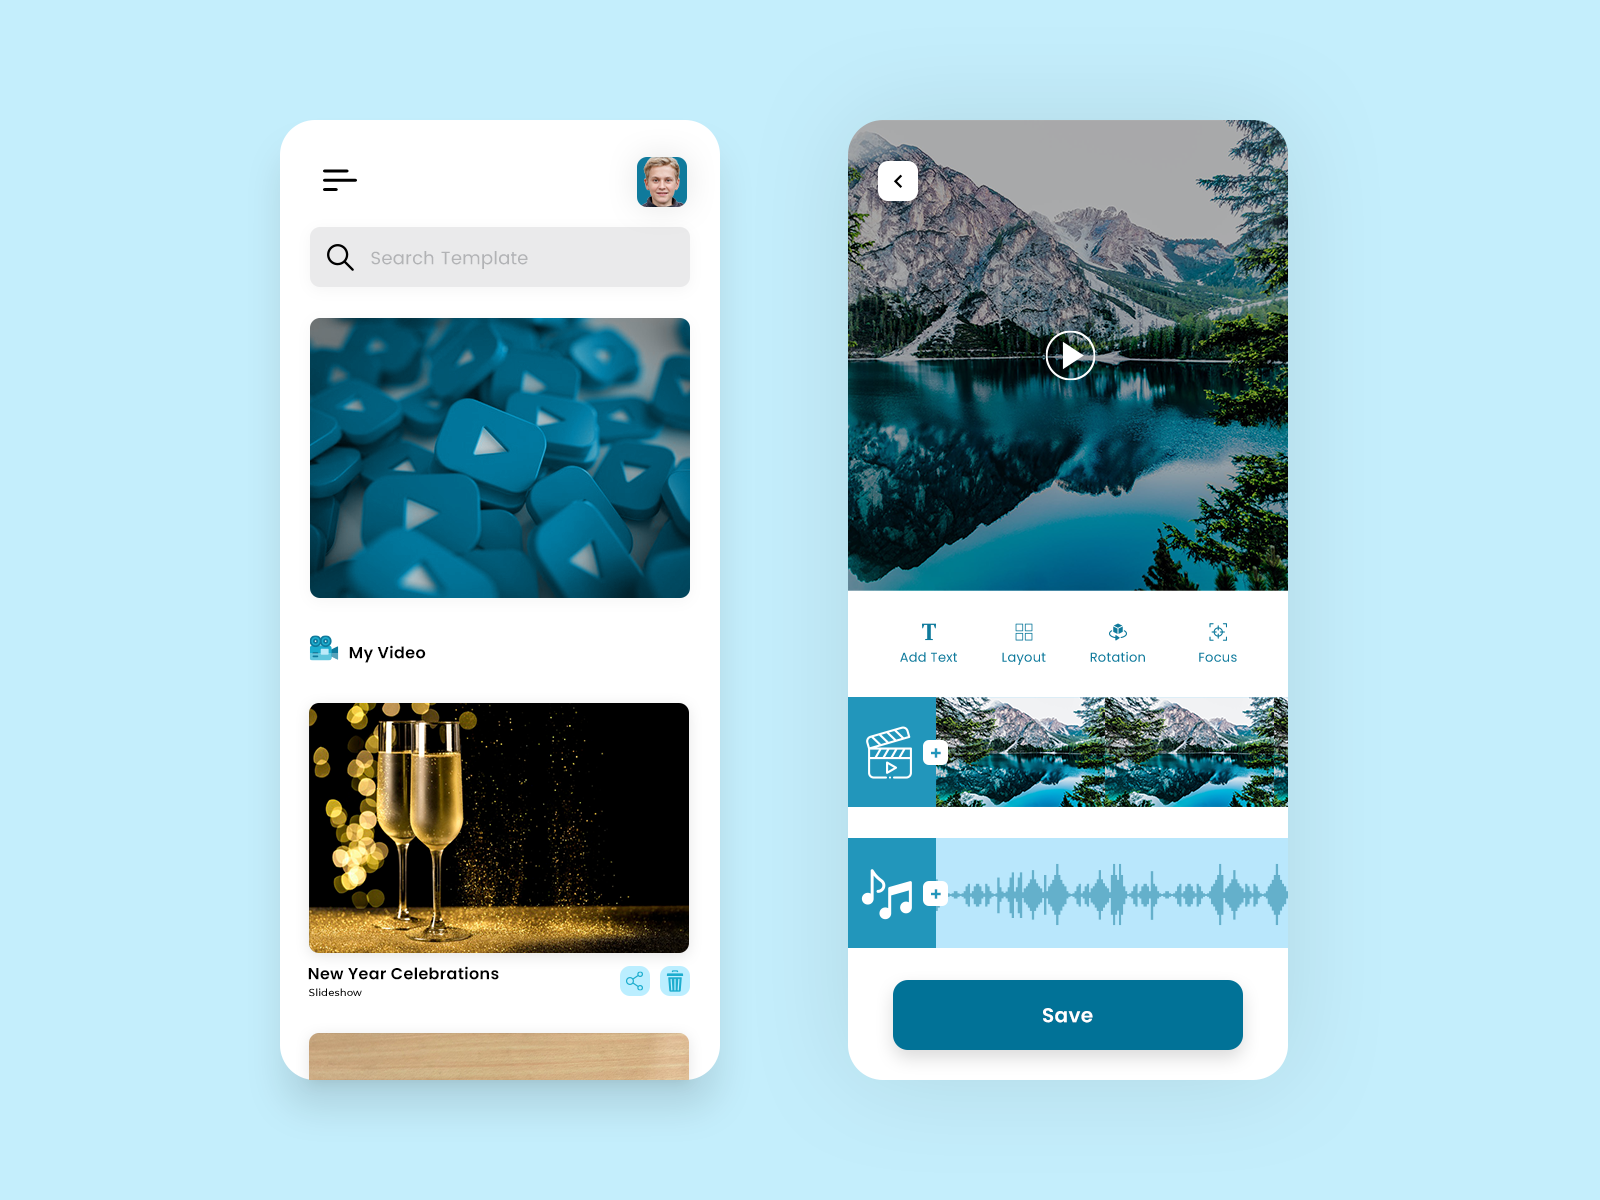 Search Template
My Video
New Year Celebrations
Slideshow
Add Text
Layout
Rotation
Focus
Save